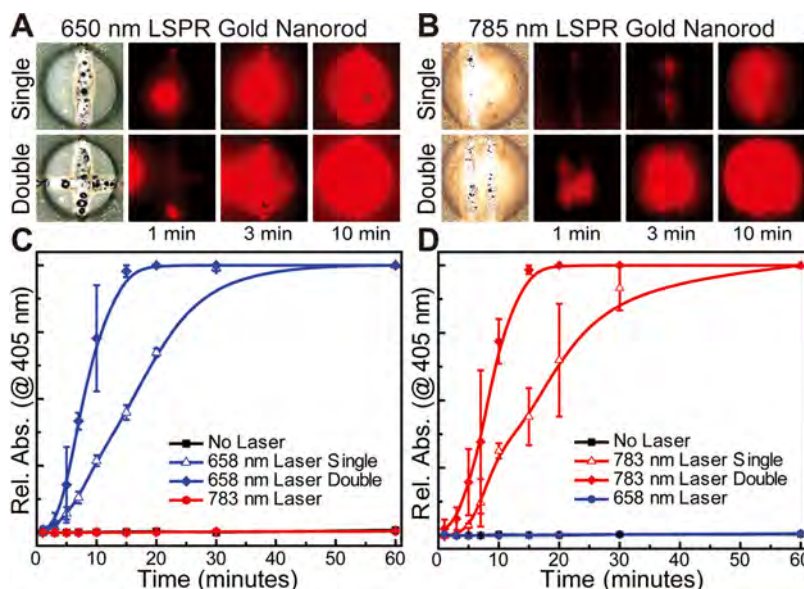 A 650 nm LSPR Gold Nanorod
Single
Double
1 min 3 min 10 min
B 785 nm LSPR Gold Nanorod
Single
Double
1 min 3 min 10 min
C
Rel. Abs. (@ 405 nm)
No Laser
658 nm Laser Single
658 nm Laser Double
783 nm Laser
0 10 20 30 40 50 60
Time (minutes)
D
Rel. Abs. (@ 405 nm)
No Laser
783 nm Laser Single
783 nm Laser Double
658 nm Laser
0 10 20 30 40 50 60
Time (minutes)